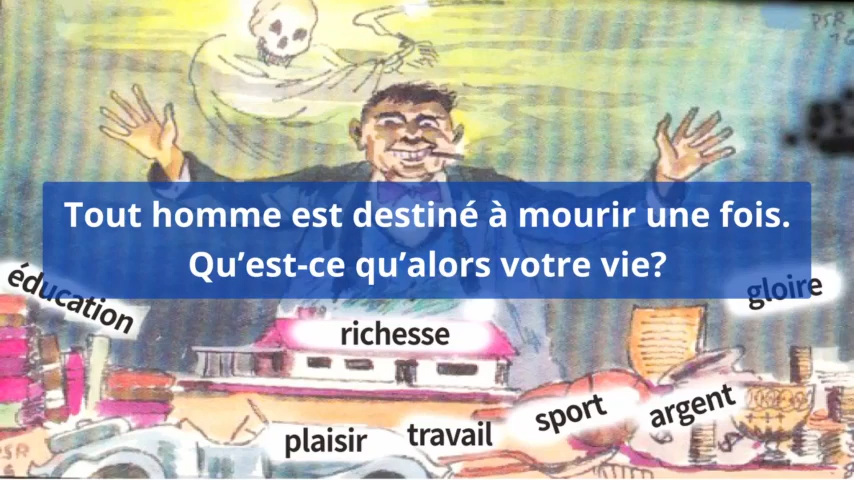 Tout homme est destiné à mourir une fois.
Qu’est-ce qu’alors votre vie?
éducation
gloire
richesse
sport
argent
plaisir
travail
PSR